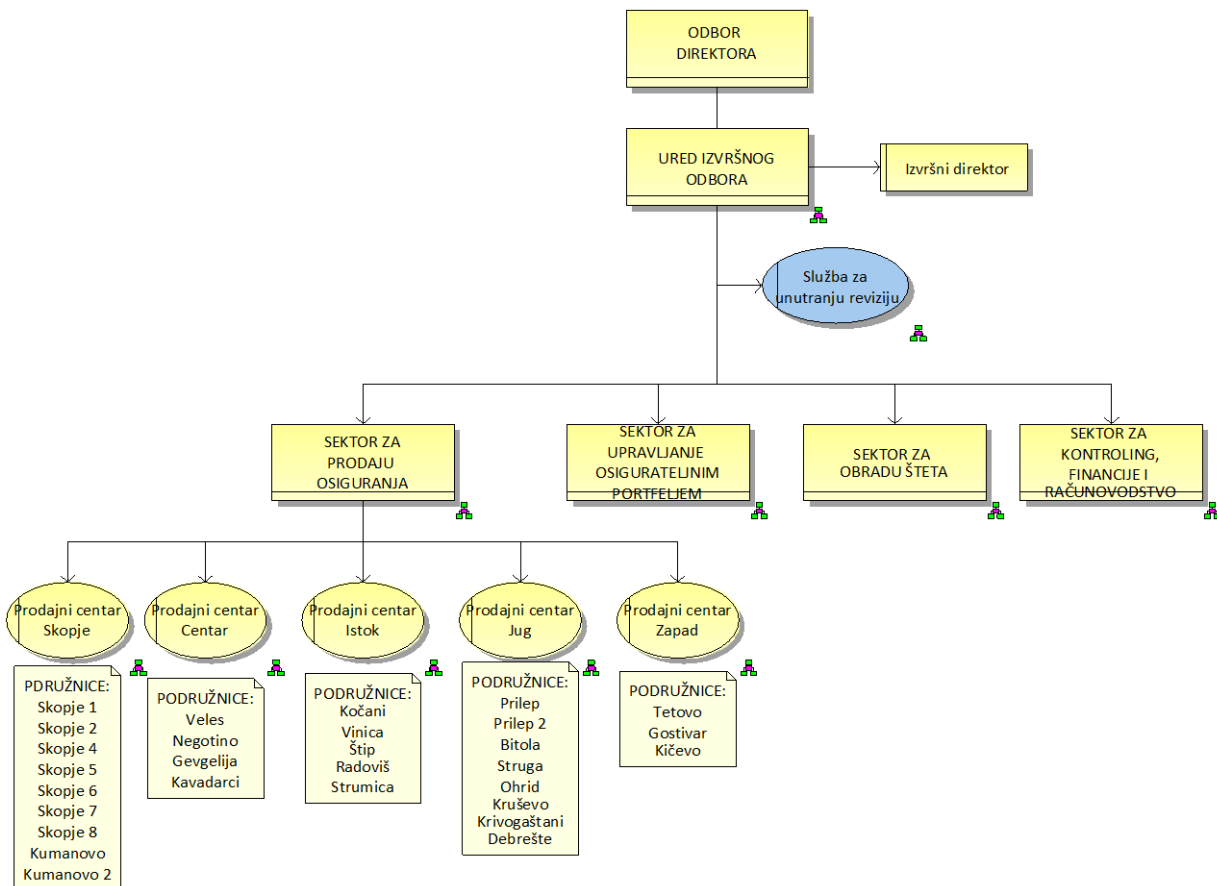 ODBOR
DIREKTORA
URED IZVRŠNOG
ODBORA
Izvršni direktor
Služba za
unutranju reviziju
SEKTOR ZA
PRODAJU
OSIGURANJA
SEKTOR ZA
UPRAVLJANJE
OSIGURATELJNIM
PORTFELJEM
SEKTOR ZA
OBRADU ŠTETA
SEKTOR ZA
KONTROLING,
FINANCIJE I
RAČUNOVODSTVO
Prodajni centar
Skopje
Prodajni centar
Centar
Prodajni centar
Istok
Prodajni centar
Jug
Prodajni centar
Zapad
PDRUŽNICE:
Skopje 1
Skopje 2
Skopje 4
Skopje 5
Skopje 6
Skopje 7
Skopje 8
Kumanovo
Kumanovo 2
PODRUŽNICE:
Veles
Negotino
Gevgelija
Kavadarci
PODRUŽNICE:
Kočani
Vinica
Štip
Radoviš
Strumica
PODRUŽNICE:
Prilep
Prilep 2
Bitola
Struga
Ohrid
Kruševo
Krivogaštani
Debrešte
PODRUŽNICE:
Tetovo
Gostivar
Kičevo